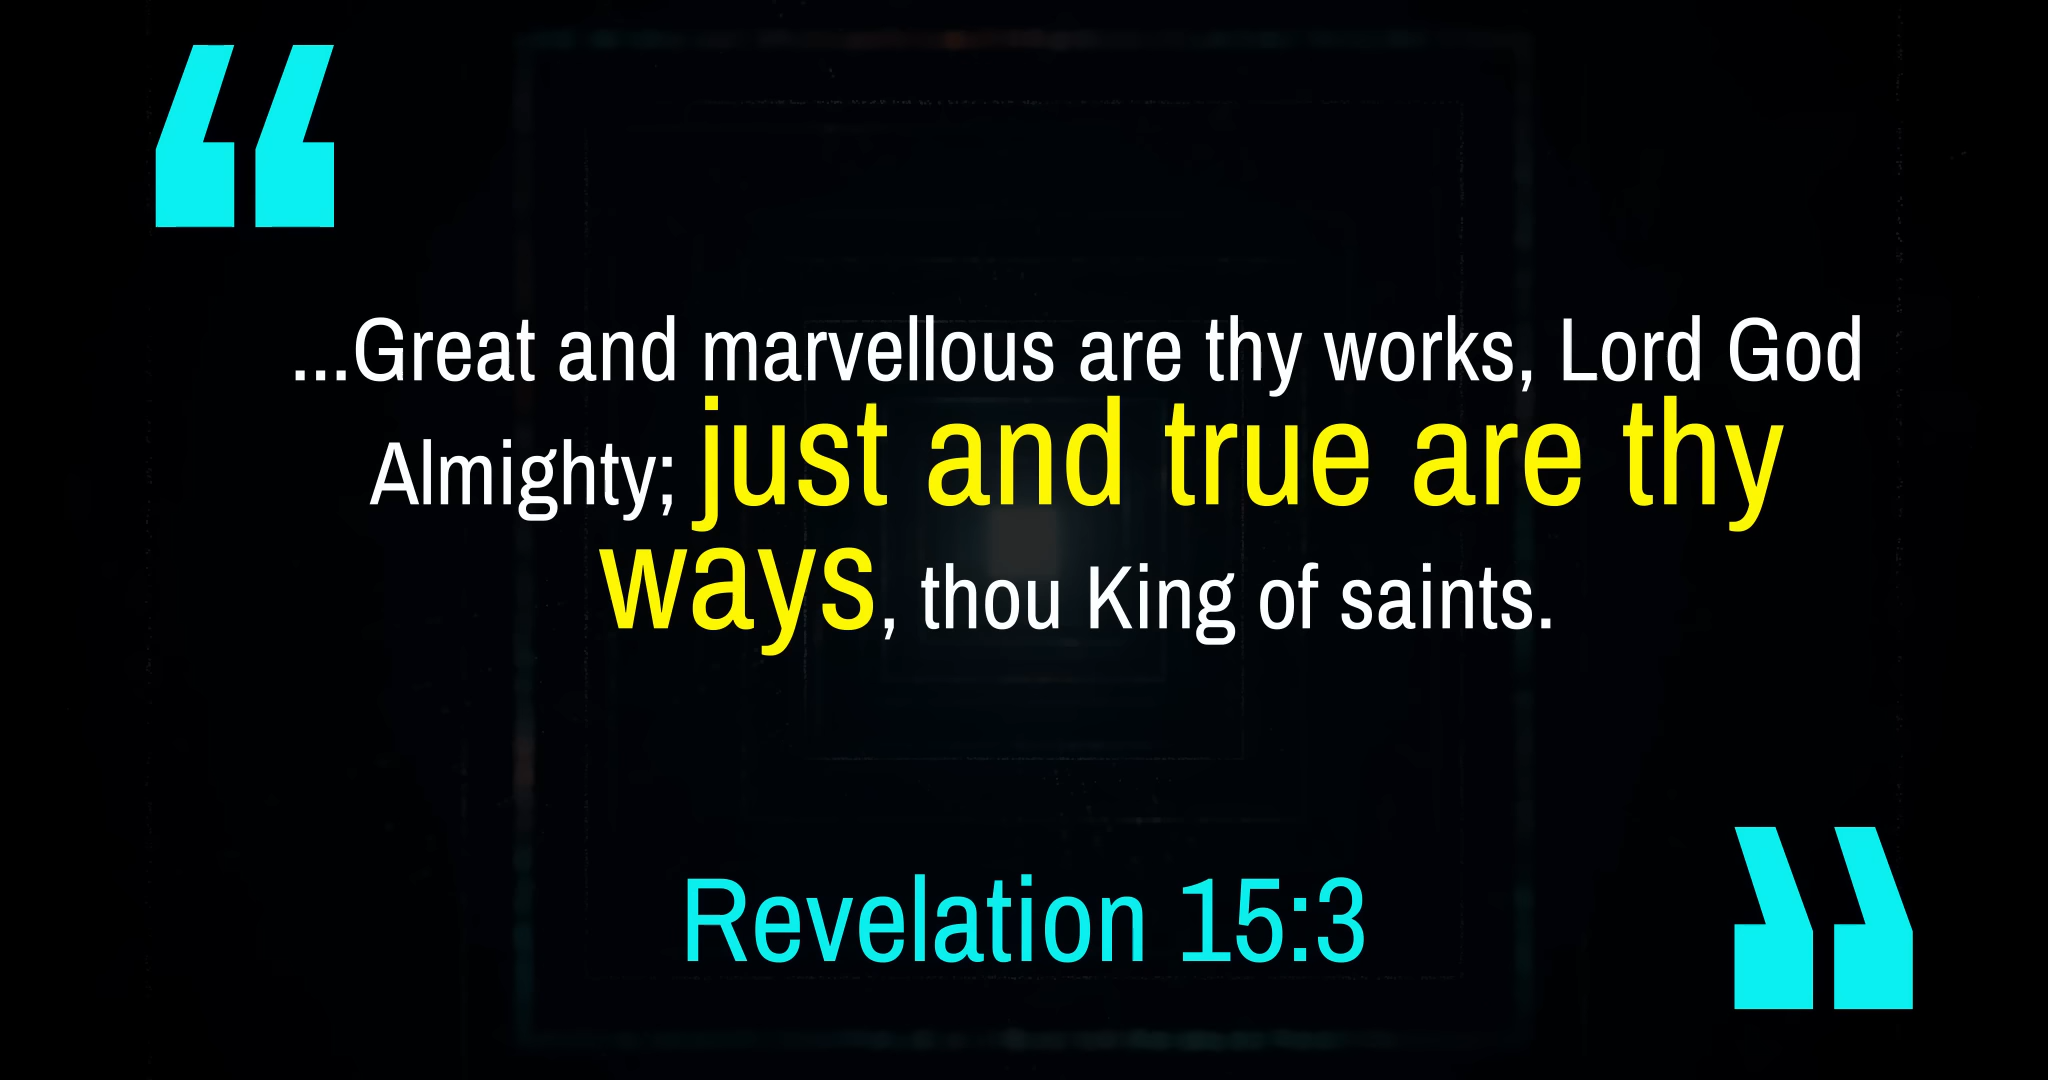 “
...Great and marvellous are thy works, Lord God
Almighty; just and true are thy
ways, thou King of saints.
Revelation 15:3
”